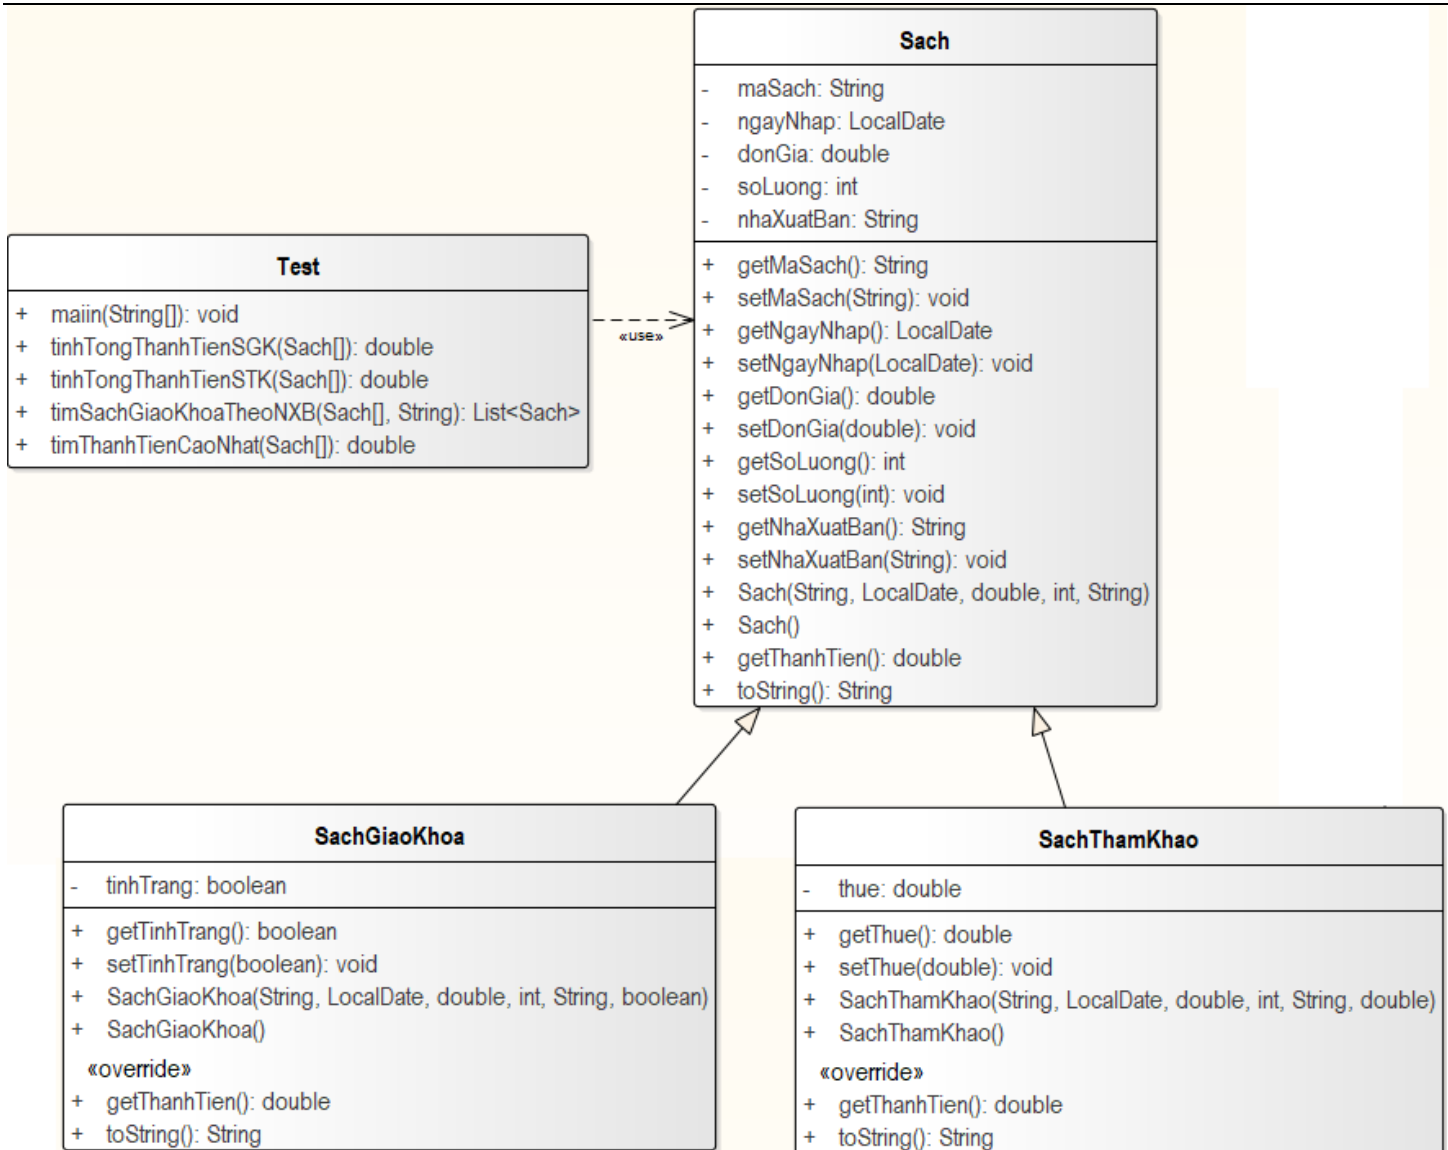 Sach
- maSach: String
- ngayNhap: LocalDate
- donGia: double
- soLuong: int
- nhaXuatBan: String
+ getMaSach(): String
+ setMaSach(String): void
+ getNgayNhap(): LocalDate
+ setNgayNhap(LocalDate): void
+ getDonGia(): double
+ setDonGia(double): void
+ getSoLuong(): int
+ setSoLuong(int): void
+ getNhaXuatBan(): String
+ setNhaXuatBan(String): void
+ Sach(String, LocalDate, double, int, String)
+ Sach()
+ getThanhTien(): double
+ toString(): String
Test
+ maiin(String[]): void
+ tinhTongThanhTienSGK(Sach[]): double
+ tinhTongThanhTienSTK(Sach[]): double
+ timSachGiaoKhoaTheoNXB(Sach[], String): List<Sach>
+ timThanhTienCaoNhat(Sach[]): double
«use»
SachGiaoKhoa
- tinhTrang: boolean
+ getTinhTrang(): boolean
+ setTinhTrang(boolean): void
+ SachGiaoKhoa(String, LocalDate, double, int, String, boolean)
+ SachGiaoKhoa()
«override»
+ getThanhTien(): double
+ toString(): String
SachThamKhao
- thue: double
+ getThue(): double
+ setThue(double): void
+ SachThamKhao(String, LocalDate, double, int, String, double)
+ SachThamKhao()
«override»
+ getThanhTien(): double
+ toString(): String